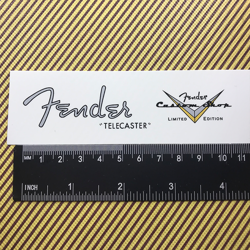 Fender
"TELECASTER"
Fender
Custom Shop
LIMITED EDITION
MM 1 2 3 4 5 6 7 8 9 10 11
INCH 1 2 3 4